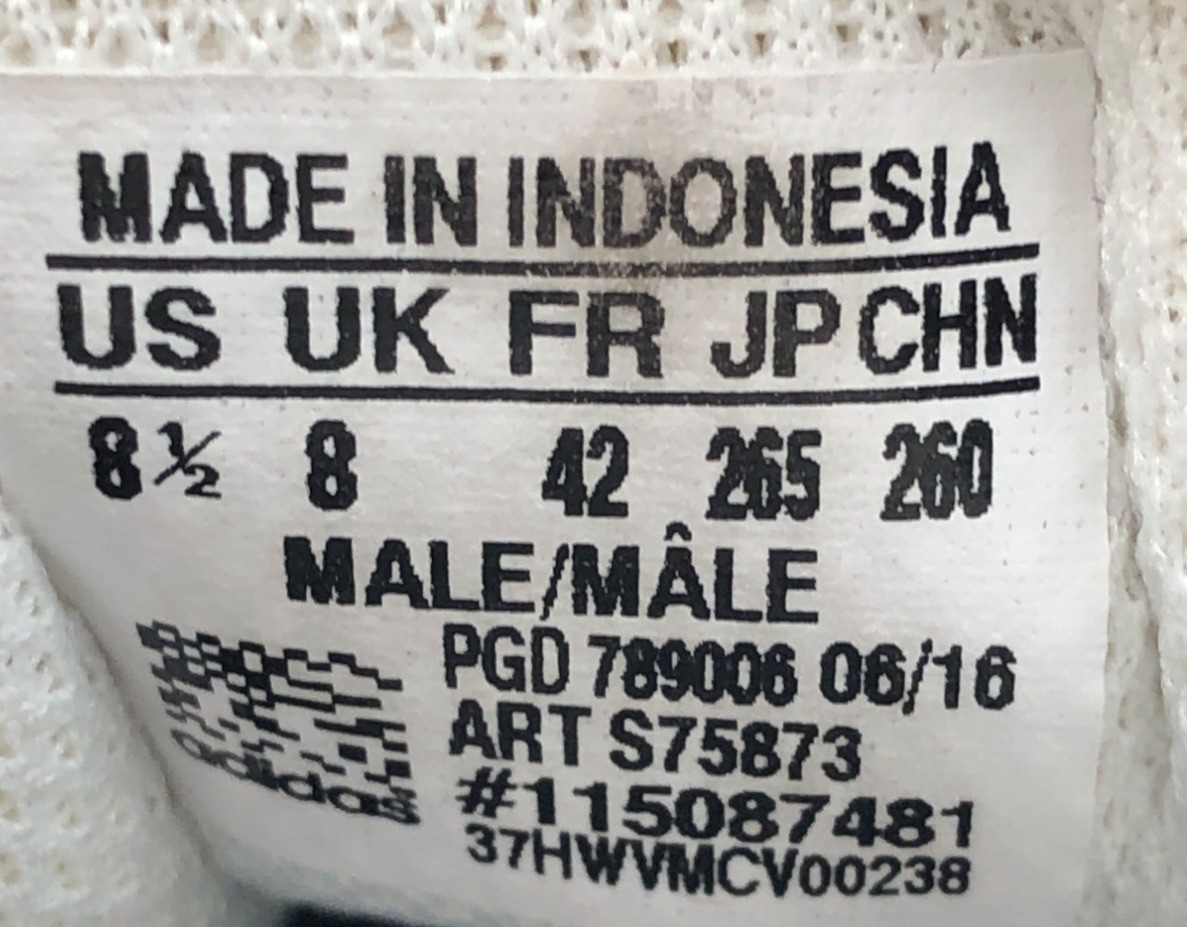 MADE IN INDONESIA
US UK FR JP CHN
8½ 8 42 265 260
MALE/MÂLE
PGD 789006 06/16
ART S75873
#115087481
37HWVMCV00238
adidas